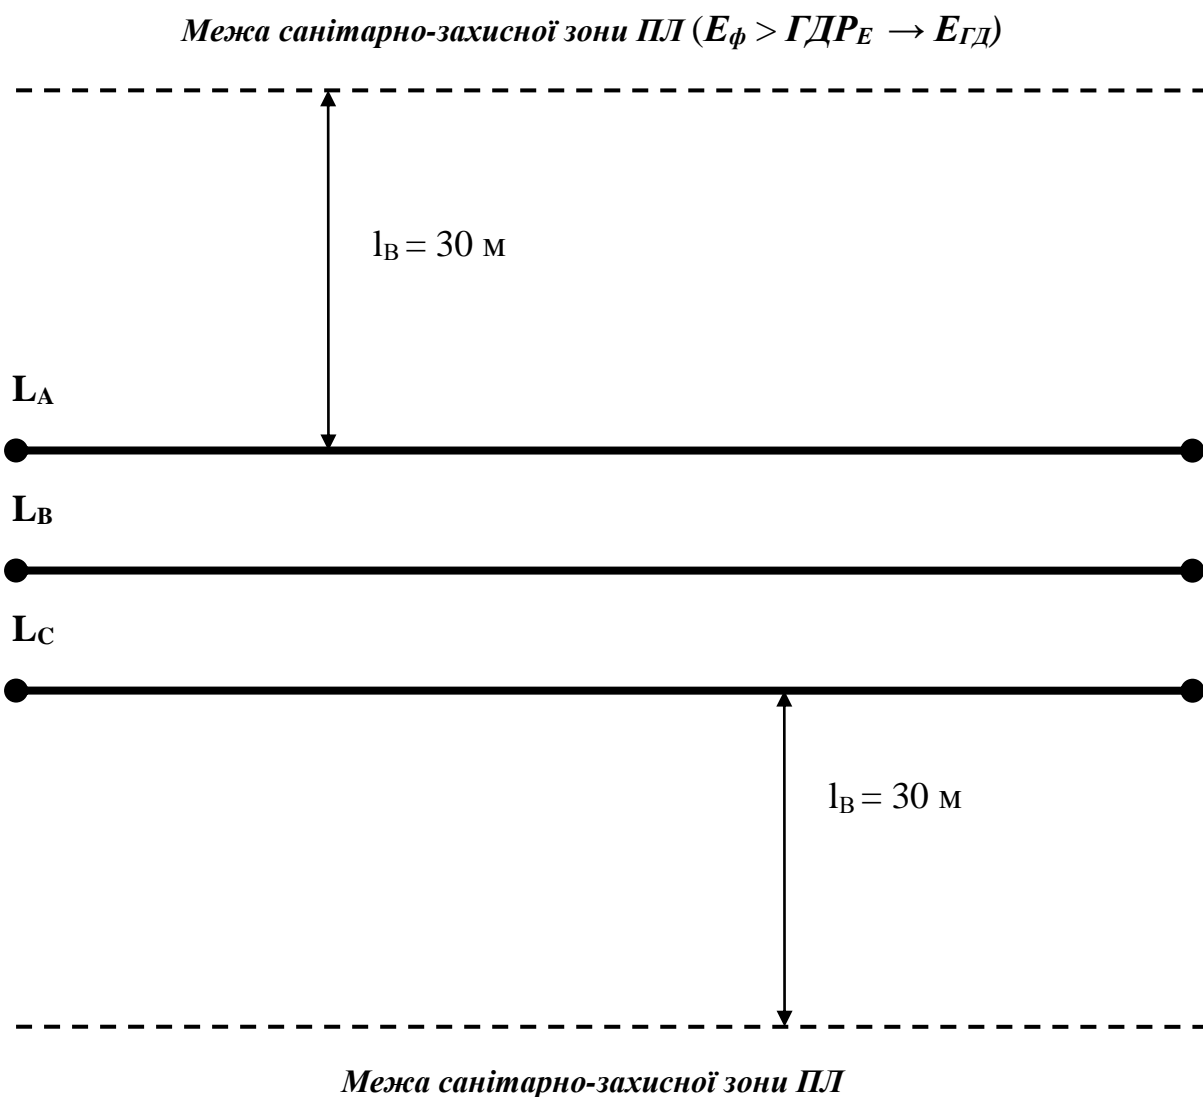 Межа санітарно-захисної зони ПЛ (Eф > ГДРE → EГД)
lB = 30 м
LA
LB
LC
lB = 30 м
Межа санітарно-захисної зони ПЛ